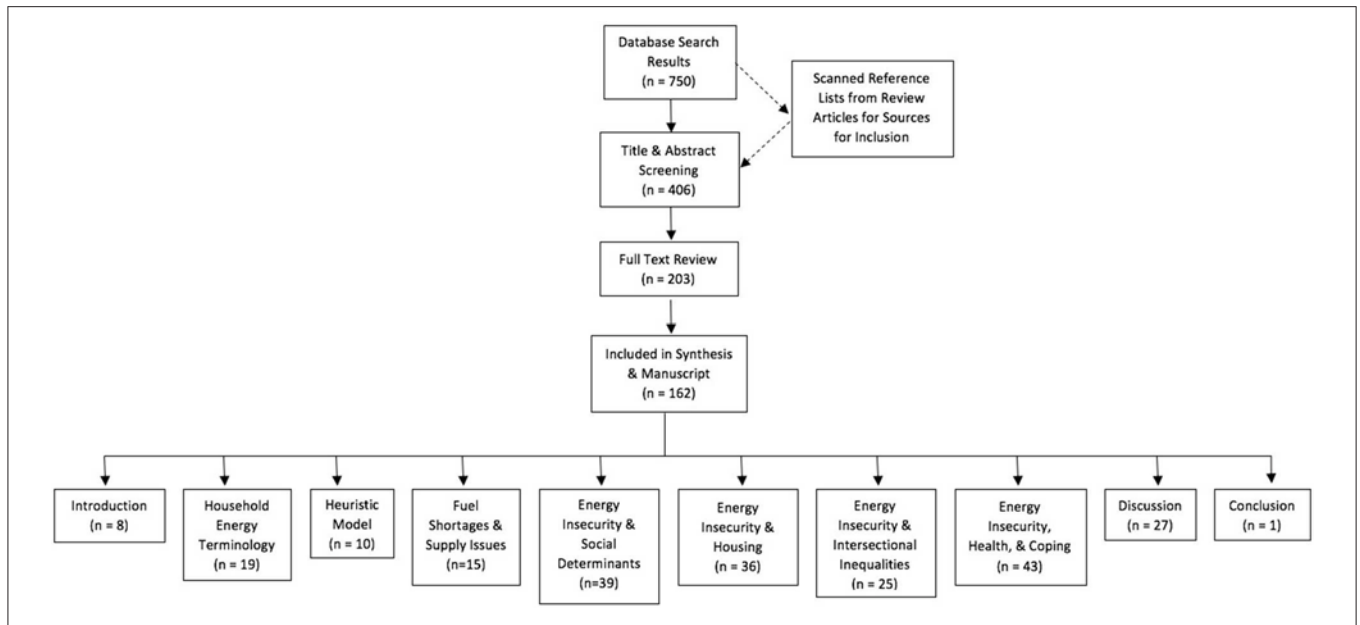 Database Search
Results
(n = 750)
Scanned Reference
Lists from Review
Articles for Sources
for Inclusion
Title & Abstract
Screening
(n = 406)
Full Text Review
(n = 203)
Included in Synthesis
& Manuscript
(n = 162)
Introduction
(n = 8)
Household
Energy
Terminology
(n = 19)
Heuristic
Model
(n = 10)
Fuel
Shortages &
Supply Issues
(n=15)
Energy
Insecurity &
Social
Determinants
(n=39)
Energy
Insecurity &
Housing
(n = 36)
Energy
Insecurity &
Intersectional
Inequalities
(n = 25)
Energy
Insecurity,
Health, & Coping
(n = 43)
Discussion
(n = 27)
Conclusion
(n = 1)